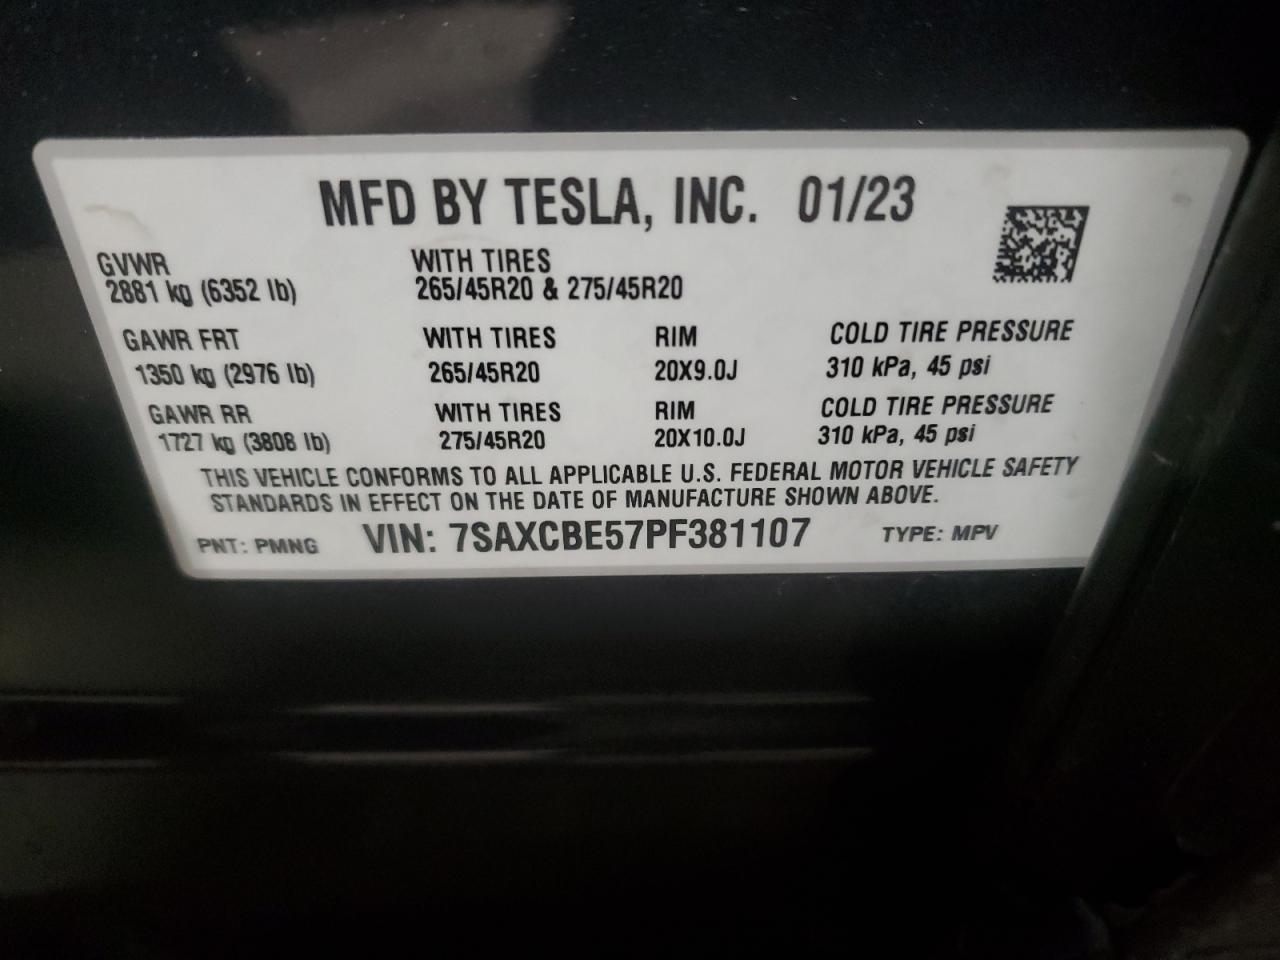 MFD BY TESLA, INC. 01/23
GVWR WITH TIRES
2881 kg (6352 lb) 265/45R20 & 275/45R20
GAWR FRT WITH TIRES RIM COLD TIRE PRESSURE
1350 kg (2976 lb) 265/45R20 20X9.0J 310 kPa, 45 psi
GAWR RR WITH TIRES RIM COLD TIRE PRESSURE
1727 kg (3808 lb) 275/45R20 20X10.0J 310 kPa, 45 psi
THIS VEHICLE CONFORMS TO ALL APPLICABLE U.S. FEDERAL MOTOR VEHICLE SAFETY
STANDARDS IN EFFECT ON THE DATE OF MANUFACTURE SHOWN ABOVE.
PNT: PMNG VIN: 7SAXCBE57PF381107 TYPE: MPV